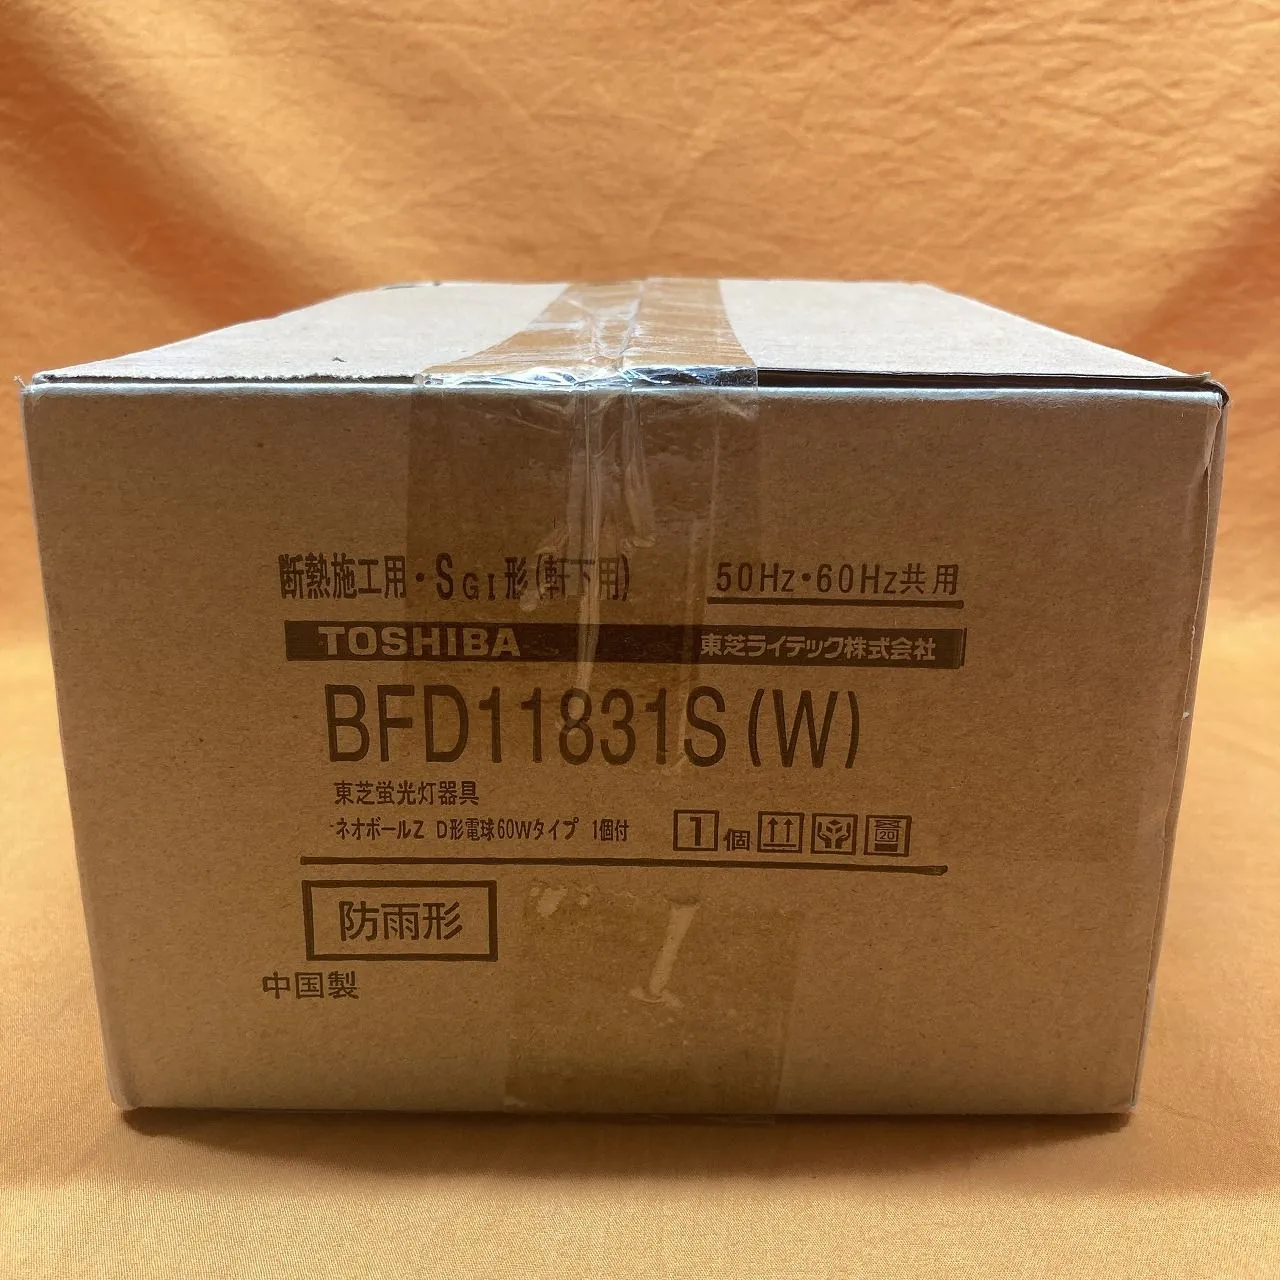 断熱施工用・SGI形(軒下用) 50Hz・60Hz共用
TOSHIBA 東芝ライテック株式会社
BFD11831S(W)
東芝蛍光灯器具
ネオボールZ D形電球60Wタイプ 1個付 1個 20
防雨形
中国製